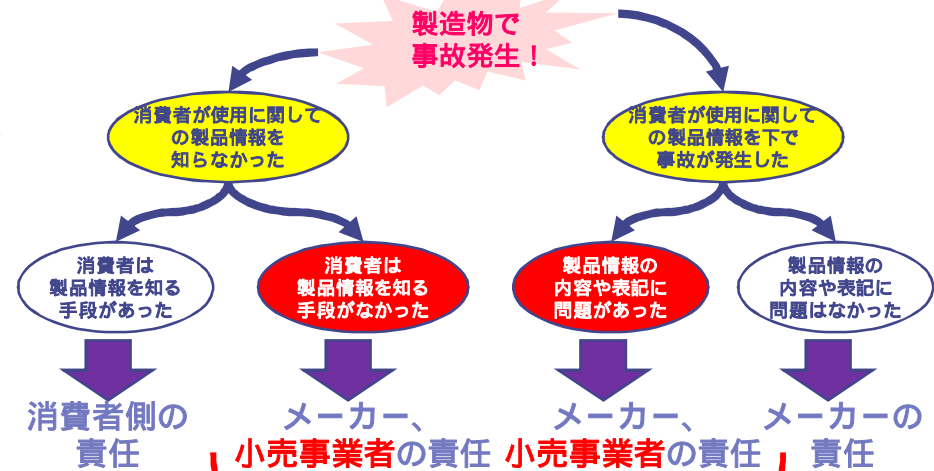 製造物で
事故発生！
消費者が使用に関して
の製品情報を
知らなかった
消費者が使用に関して
の製品情報を下で
事故が発生した
消費者は
製品情報を知る
手段があった
消費者は
製品情報を知る
手段がなかった
製品情報の
内容や表記に
問題があった
製品情報の
内容や表記に
問題はなかった
消費者側の
責任
メーカー、
小売事業者の責任
メーカー、
小売事業者の責任
メーカーの
責任